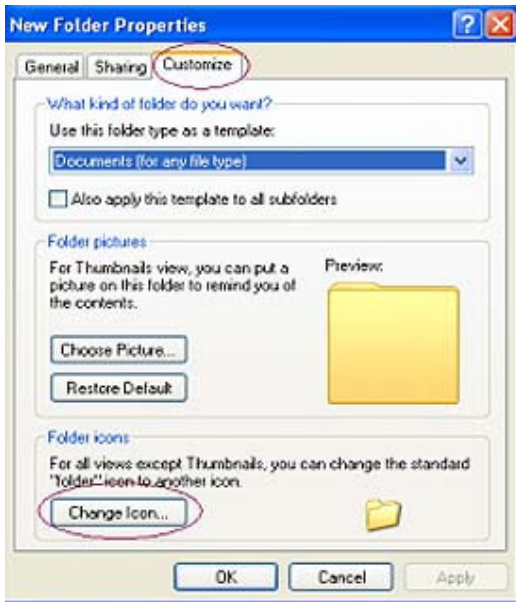 New Folder Properties
General Sharing Customize
What kind of folder do you want?
Use this folder type as a template:
Documents (for any file type)
Also apply this template to all subfolders
Folder pictures
For Thumbnails view, you can put a
picture on this folder to remind you of
the contents.
Preview:
Choose Picture...
Restore Default
Folder icons
For all views except Thumbnails, you can change the standard
"folder" icon to another icon.
Change Icon...
OK Cancel Apply